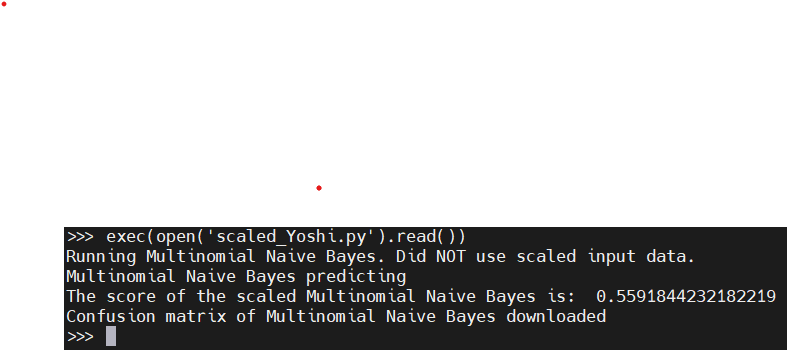 >>> exec(open('scaled_Yoshi.py').read())
Running Multinomial Naive Bayes. Did NOT use scaled input data.
Multinomial Naive Bayes predicting
The score of the scaled Multinomial Naive Bayes is:  0.5591844232182219
Confusion matrix of Multinomial Naive Bayes downloaded
>>>